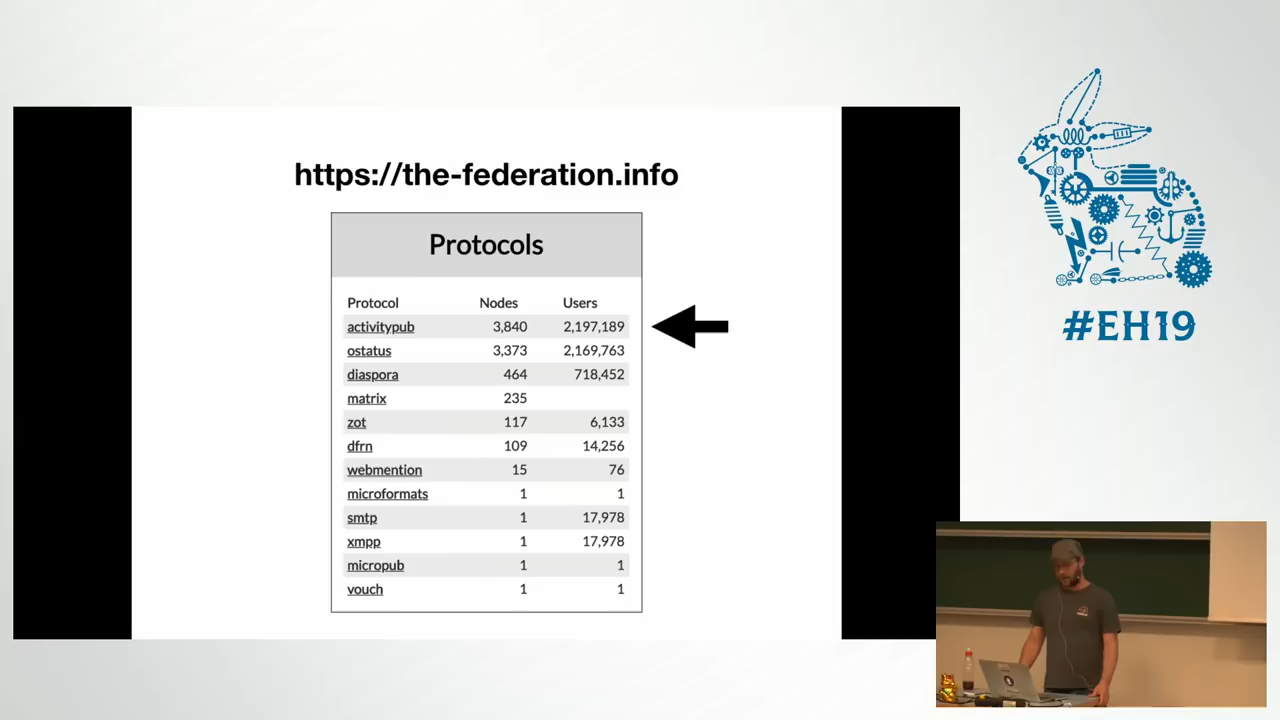 https://the-federation.info
Protocols
Protocol Nodes Users
activitypub 3,840 2,197,189
ostatus 3,373 2,169,763
diaspora 464 718,452
matrix 235
zot 117 6,133
dfrn 109 14,256
webmention 15 76
microformats 1 1
smtp 1 17,978
xmpp 1 17,978
micropub 1 1
vouch 1 1
#EH19